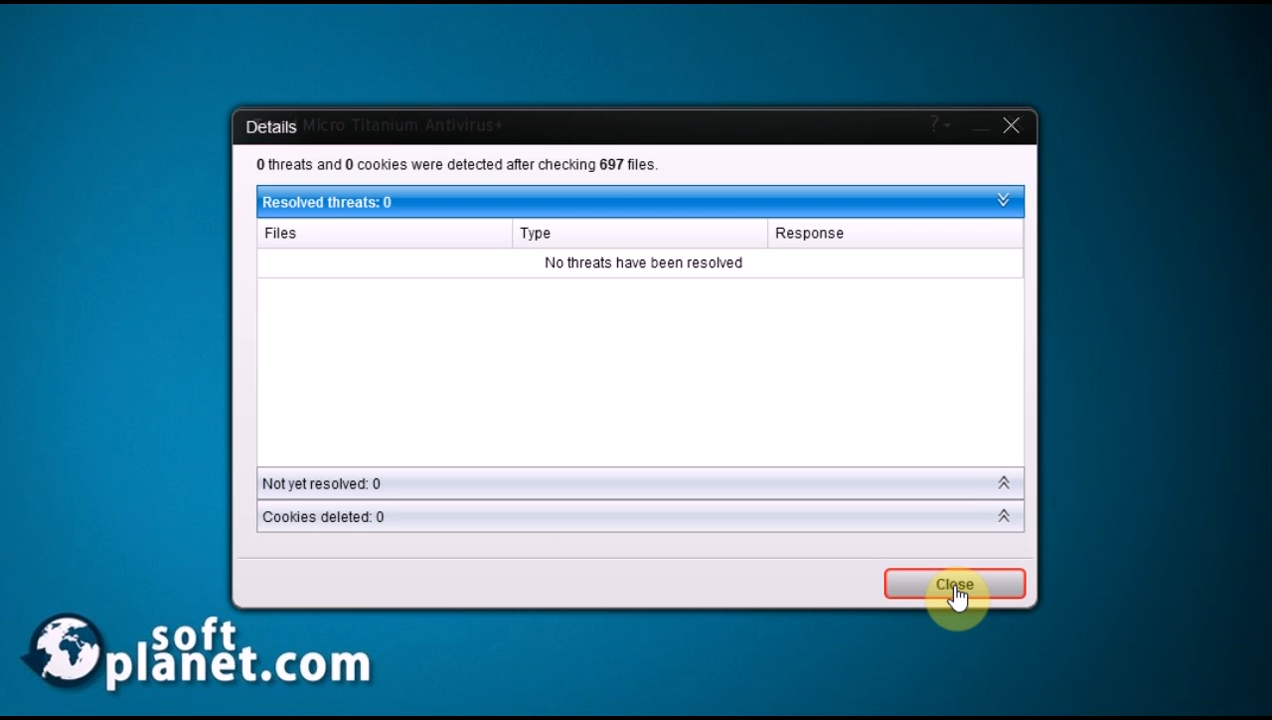 Details Micro Titanium Antivirus+ ?
0 threats and 0 cookies were detected after checking 697 files.
Resolved threats: 0
Files Type Response
No threats have been resolved
Not yet resolved: 0
Cookies deleted: 0
Close
soft
planet.com